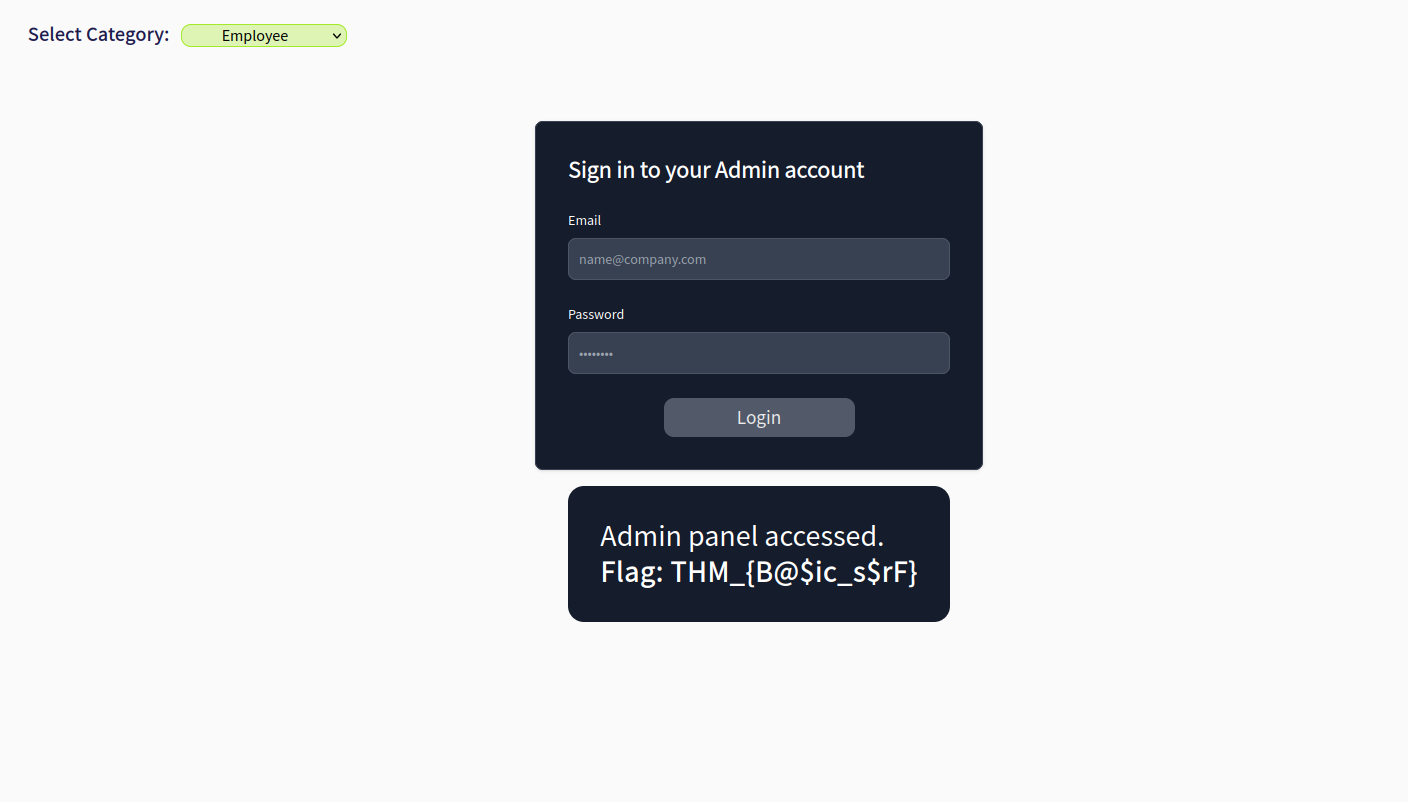 Select Category: Employee
Sign in to your Admin account
Email
name@company.com
Password
••••••••
Login
Admin panel accessed.
Flag: THM_{B@$ic_s$rF}